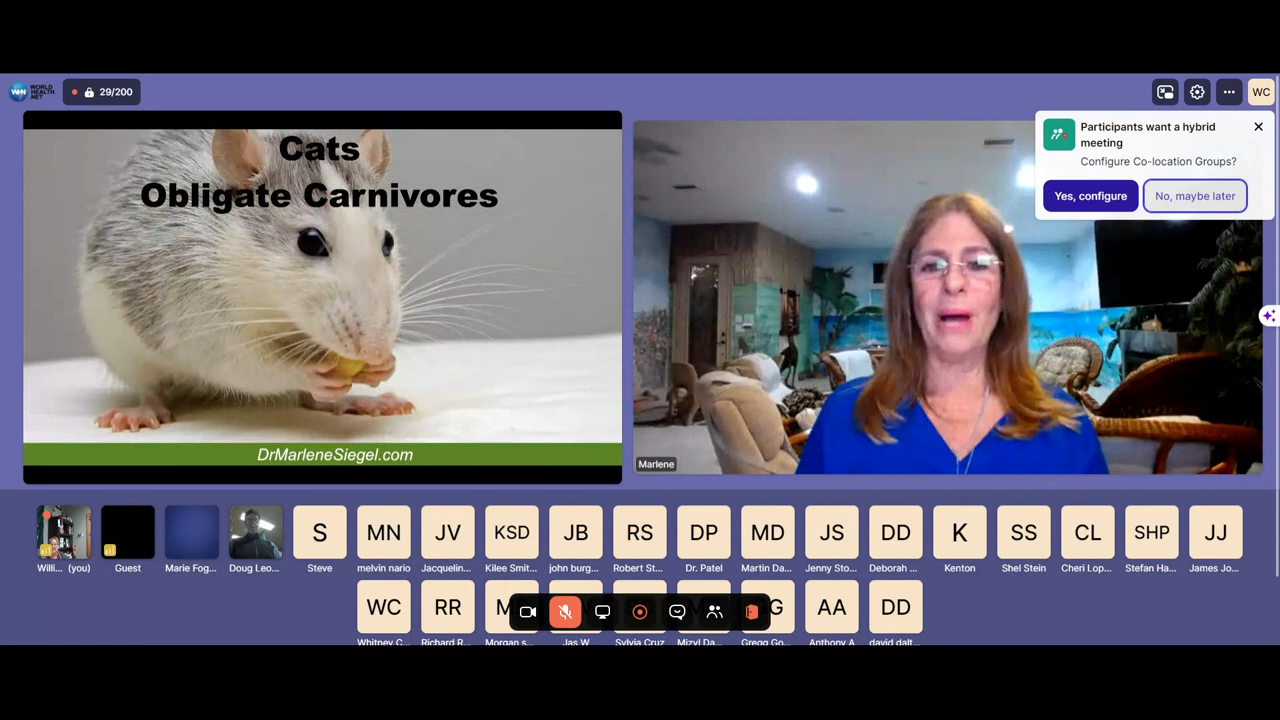 W+N WORLD HEALTH NET
29/200
WC
Participants want a hybrid
meeting
Configure Co-location Groups?
Yes, configure
No, maybe later
Cats
Obligate Carnivores
DrMarleneSiegel.com
Marlene
S
MN
JV
KSD
JB
RS
DP
MD
JS
DD
K
SS
CL
SHP
JJ
Willi... (you)
Guest
Marie Fog...
Doug Leo...
Steve
melvin nario
Jacquelin...
Kilee Smit...
john burg...
Robert St...
Dr. Patel
Martin Da...
Jenny Sto...
Deborah ...
Kenton
Shel Stein
Cheri Lop...
Stefan Ha...
James Jo...
WC
RR
AA
DD
Whitney C...
Richard R...
Morgan s...
Jas W
Sylvia Cruz
Mizyl Da...
Gregg Go...
Anthony A
david dalt...